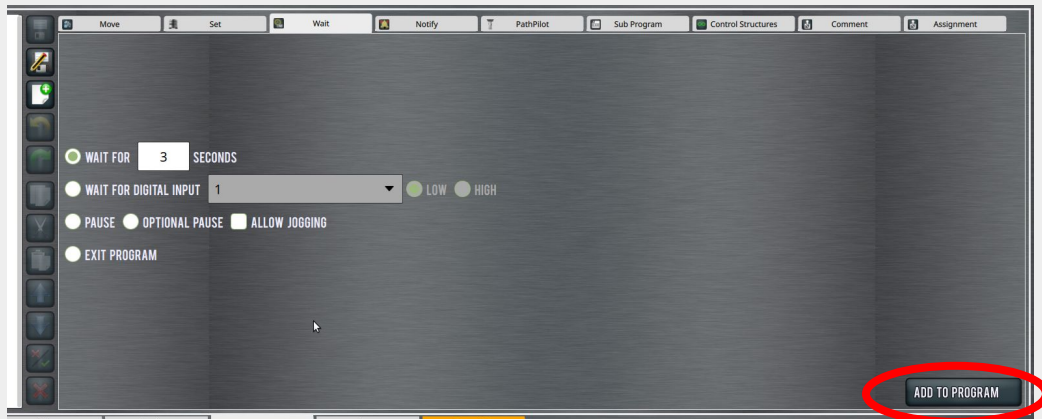 Move Set Wait Notify PathPilot Sub Program Control Structures Comment Assignment
WAIT FOR 3 SECONDS
WAIT FOR DIGITAL INPUT 1 LOW HIGH
PAUSE OPTIONAL PAUSE ALLOW JOGGING
EXIT PROGRAM
ADD TO PROGRAM